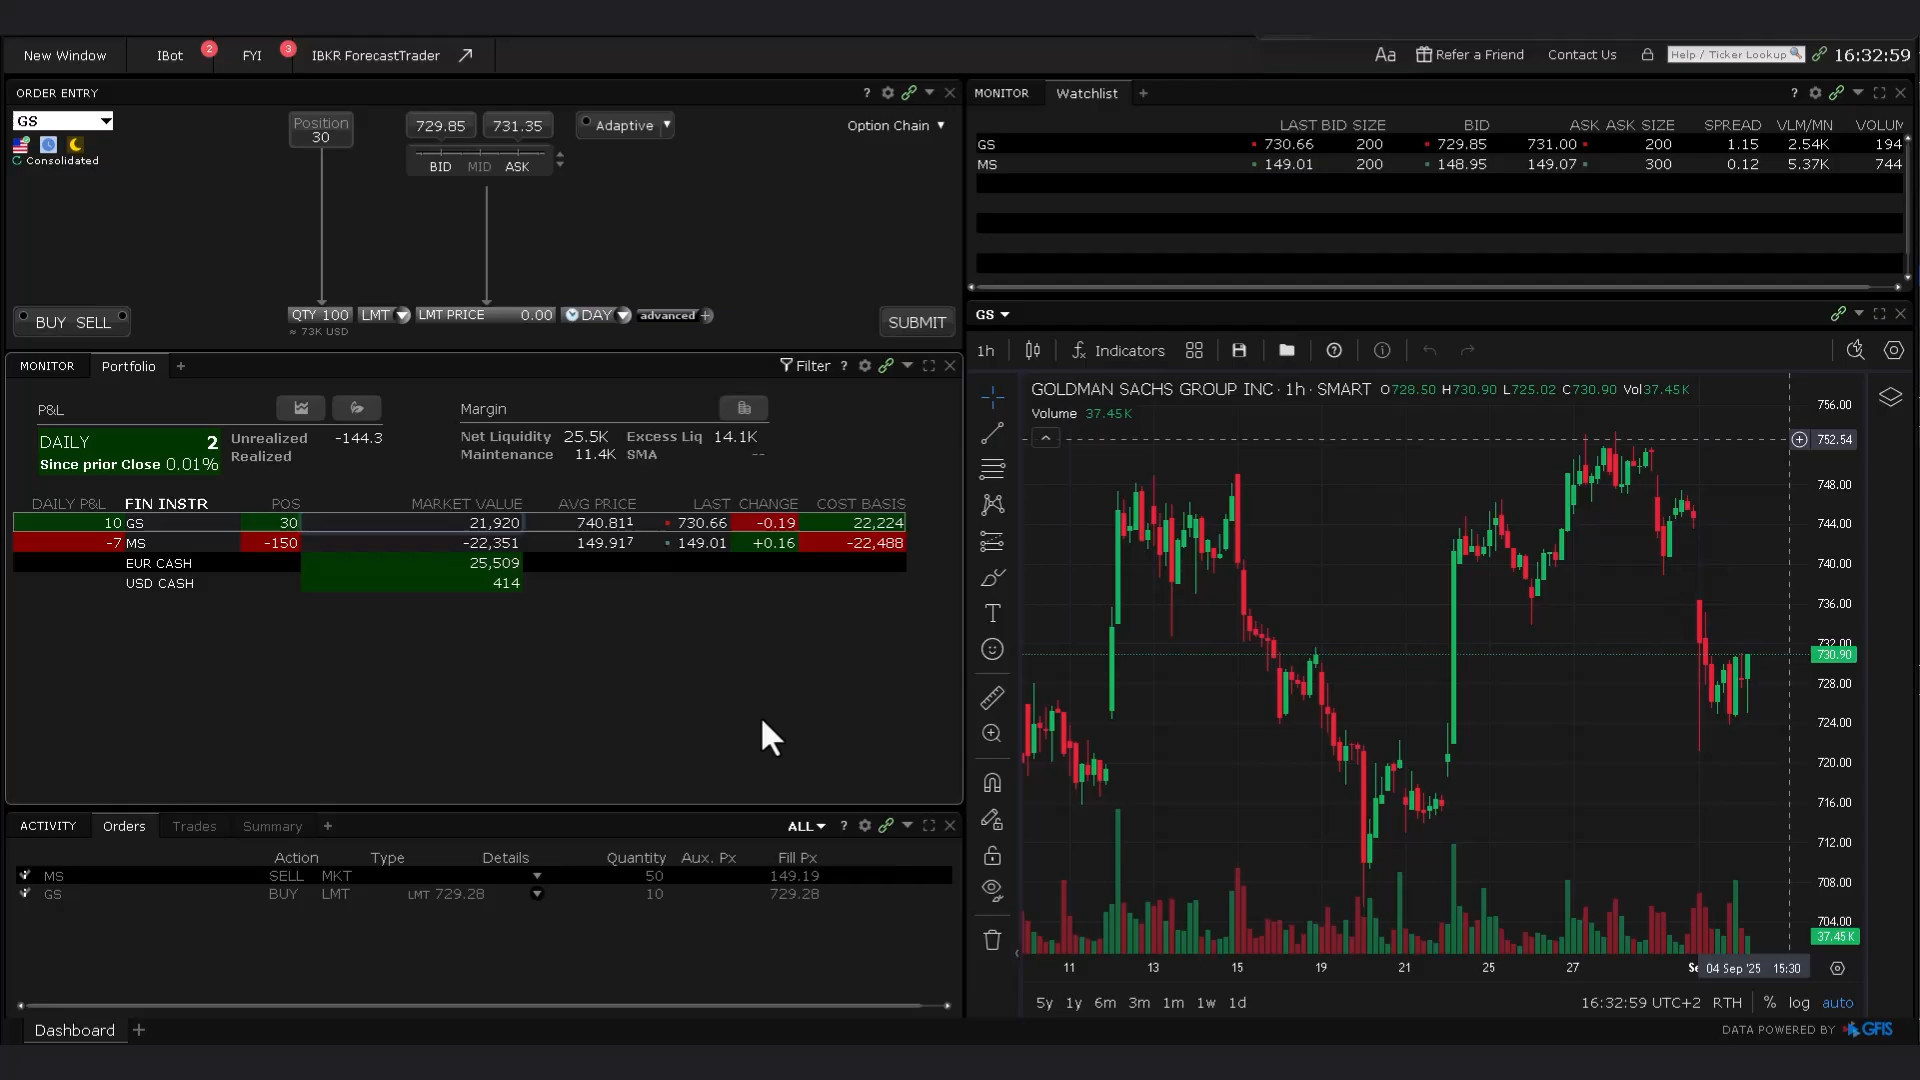 New Window IBot 2 FYI 3 IBKR ForecastTrader
Aa Refer a Friend Contact Us Help / Ticker Lookup 16:32:59
ORDER ENTRY ?
GS
Consolidated
Position
30
729.85 731.35 Adaptive Option Chain
BID MID ASK
BUY SELL QTY 100 LMT LMT PRICE 0.00 DAY advanced + SUBMIT
≈ 73K USD
MONITOR Watchlist + ?
LAST BID SIZE BID ASK ASK SIZE SPREAD VLM/MN VOLUM
GS 730.66 200 729.85 731.00 200 1.15 2.54K 194
MS 149.01 200 148.95 149.07 300 0.12 5.37K 744
MONITOR Portfolio + Filter ?
P&L
DAILY 2
Since prior Close 0.01%
Unrealized -144.3
Realized
Margin
Net Liquidity 25.5K Excess Liq 14.1K
Maintenance 11.4K SMA --
DAILY P&L FIN INSTR POS MARKET VALUE AVG PRICE LAST CHANGE COST BASIS
10 GS 30 21,920 740.81¹ 730.66 -0.19 22,224
-7 MS -150 -22,351 149.91⁷ 149.01 +0.16 -22,488
EUR CASH 25,509
USD CASH 414
ACTIVITY Orders Trades Summary + ALL ?
Action Type Details Quantity Aux. Px Fill Px
MS SELL MKT 50 149.19
GS BUY LMT LMT 729.28 10 729.28
Dashboard +
GS
1h Indicators
GOLDMAN SACHS GROUP INC · 1h · SMART O728.50 H730.90 L725.02 C730.90 Vol37.45K
Volume 37.45K
756.00
752.54
748.00
744.00
740.00
736.00
732.00
730.90
728.00
724.00
720.00
716.00
712.00
708.00
704.00
37.45K
11 13 15 19 21 25 27 Se 04 Sep '25 15:30
5y 1y 6m 3m 1m 1w 1d 16:32:59 UTC+2 RTH % log auto
DATA POWERED BY GFIS